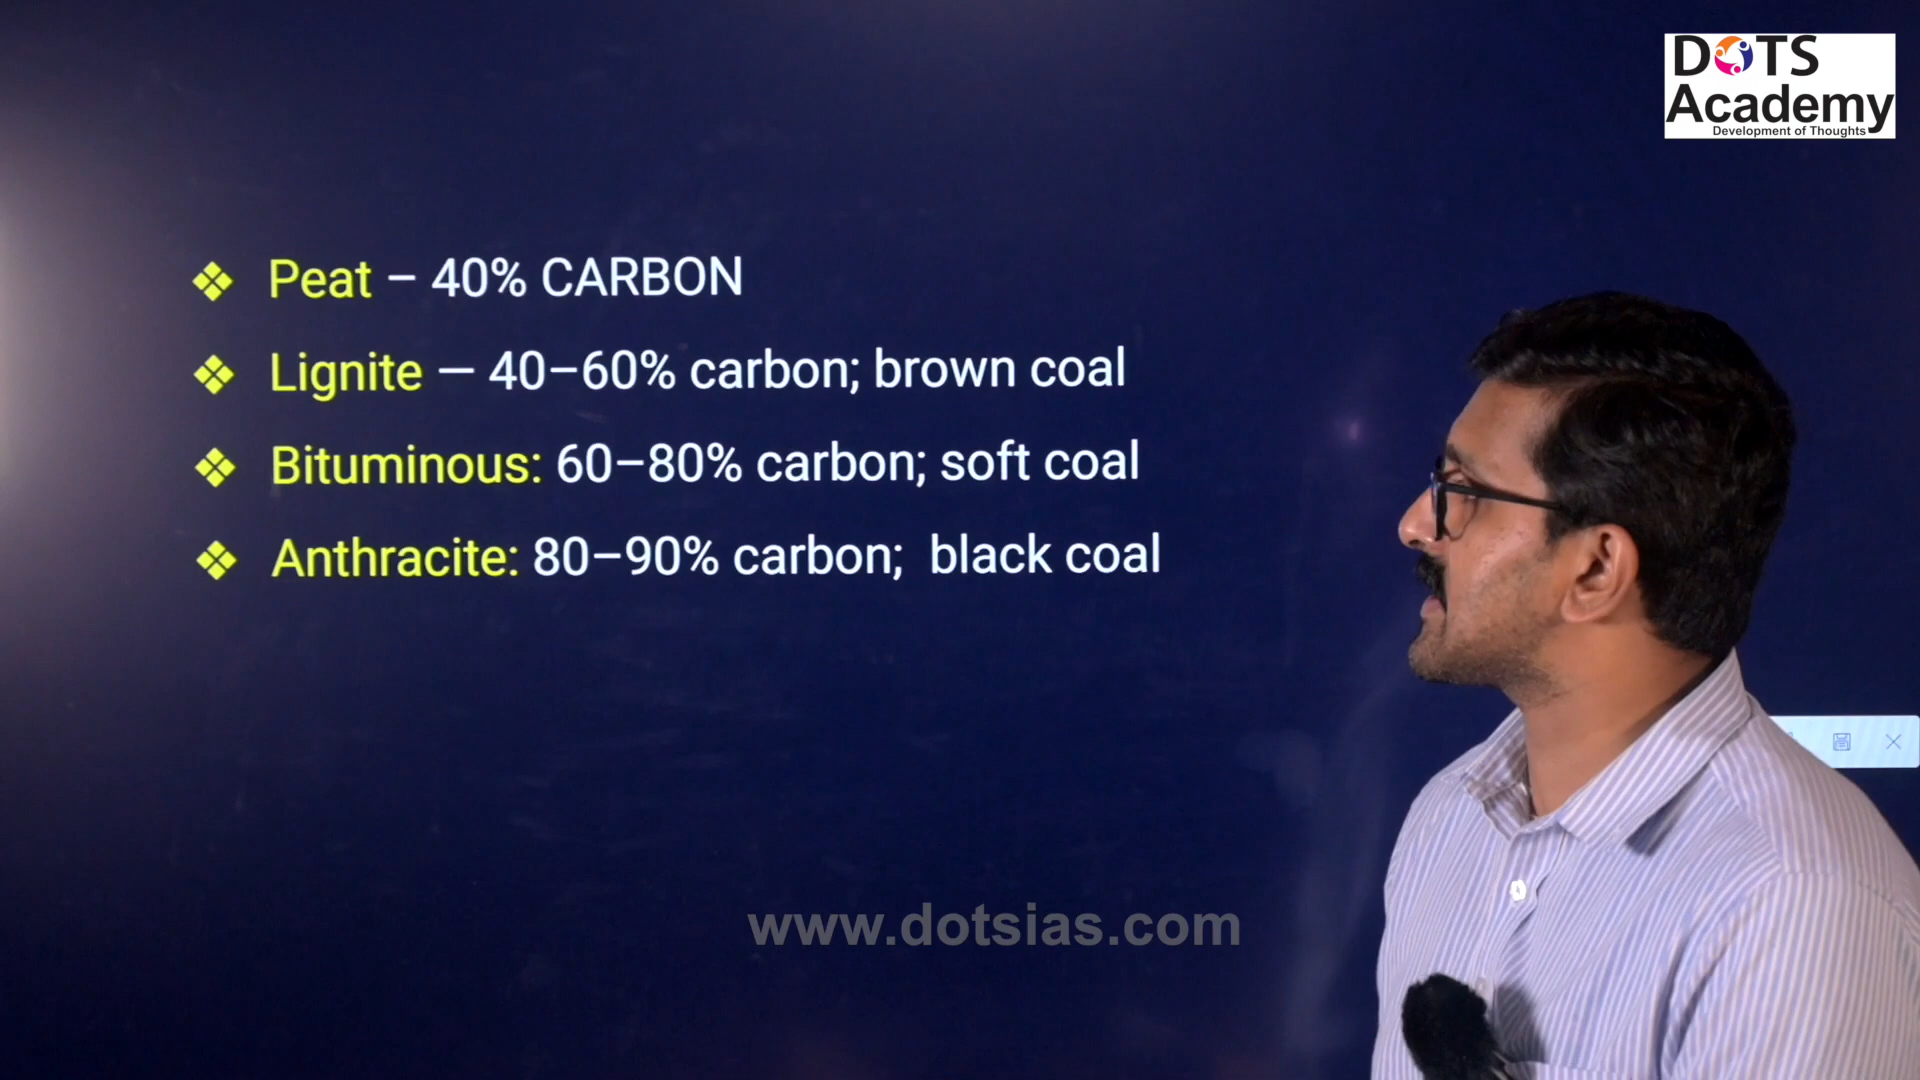 DOTS
Academy
Development of Thoughts
❖ Peat – 40% CARBON
❖ Lignite — 40–60% carbon; brown coal
❖ Bituminous: 60–80% carbon; soft coal
❖ Anthracite: 80–90% carbon; black coal
www.dotsias.com